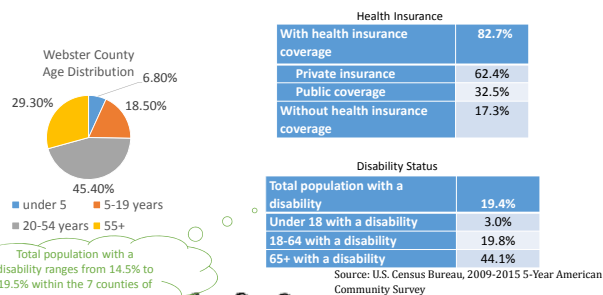 Webster County
Age Distribution
6.80%
18.50%
29.30%
45.40%
under 5
5-19 years
20-54 years
55+
Total population with a
disability ranges from 14.5% to
19.5% within the 7 counties of
Health Insurance
With health insurance
coverage
82.7%
Private insurance
62.4%
Public coverage
32.5%
Without health insurance
coverage
17.3%
Disability Status
Total population with a
disability
19.4%
Under 18 with a disability
3.0%
18-64 with a disability
19.8%
65+ with a disability
44.1%
Source: U.S. Census Bureau, 2009-2015 5-Year American
Community Survey